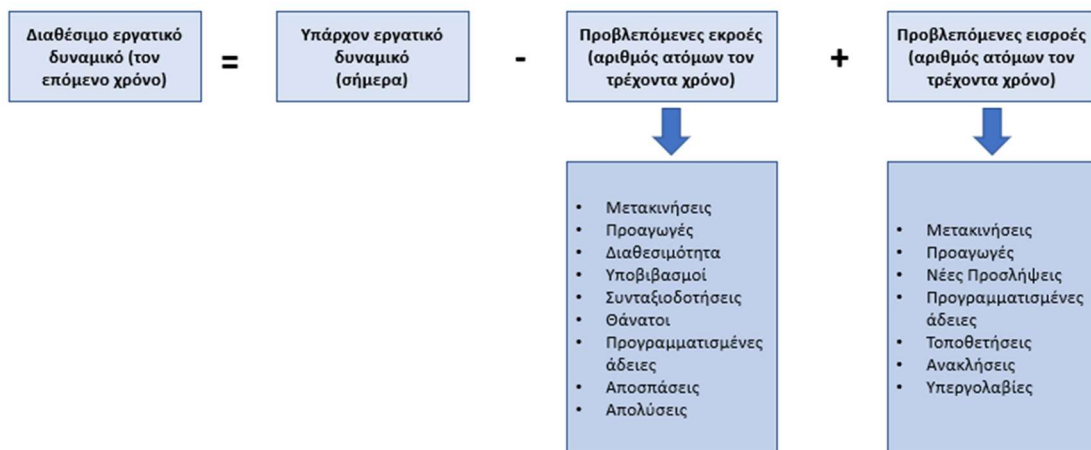 Διαθέσιμο εργατικό
δυναμικό (τον
επόμενο χρόνο)
=
Υπάρχον εργατικό
δυναμικό
(σήμερα)
-
Προβλεπόμενες εκροές
(αριθμός ατόμων τον
τρέχοντα χρόνο)
+
Προβλεπόμενες εισροές
(αριθμός ατόμων τον
τρέχοντα χρόνο)
• Μετακινήσεις
• Προαγωγές
• Διαθεσιμότητα
• Υποβιβασμοί
• Συνταξιοδοτήσεις
• Θάνατοι
• Προγραμματισμένες
άδειες
• Αποσπάσεις
• Απολύσεις
• Μετακινήσεις
• Προαγωγές
• Νέες Προσλήψεις
• Προγραμματισμένες
άδειες
• Τοποθετήσεις
• Ανακλήσεις
• Υπεργολαβίες